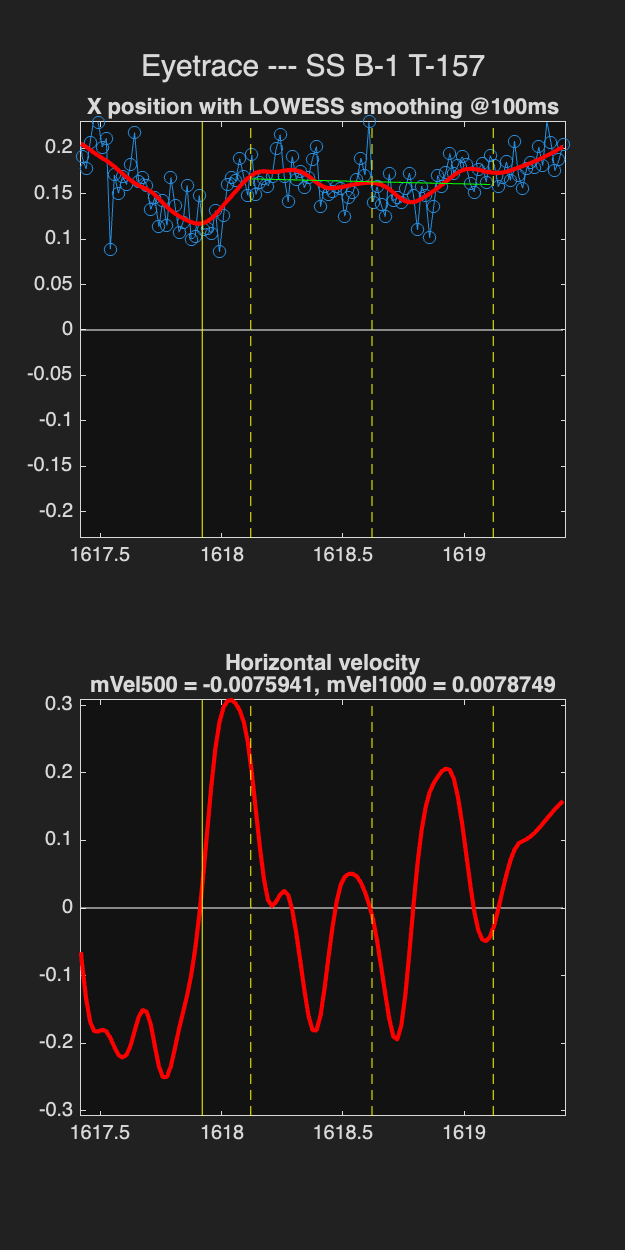 Eyetrace --- SS B-1 T-157
X position with LOWESS smoothing @100ms
0.2
0.15
0.1
0.05
0
-0.05
-0.1
-0.15
-0.2
1617.5 1618 1618.5 1619
Horizontal velocity
mVel500 = -0.0075941, mVel1000 = 0.0078749
0.3
0.2
0.1
0
-0.1
-0.2
-0.3
1617.5 1618 1618.5 1619